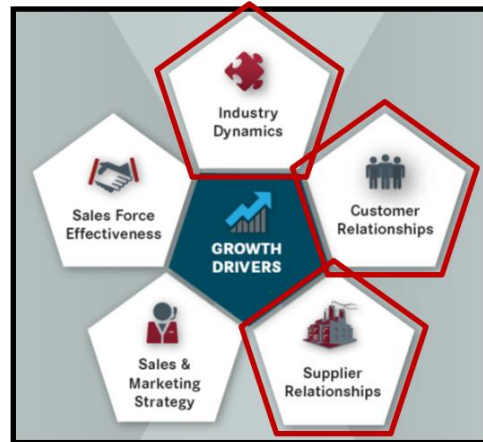 Industry
Dynamics
Sales Force
Effectiveness
Customer
Relationships
GROWTH
DRIVERS
Sales &
Marketing
Strategy
Supplier
Relationships